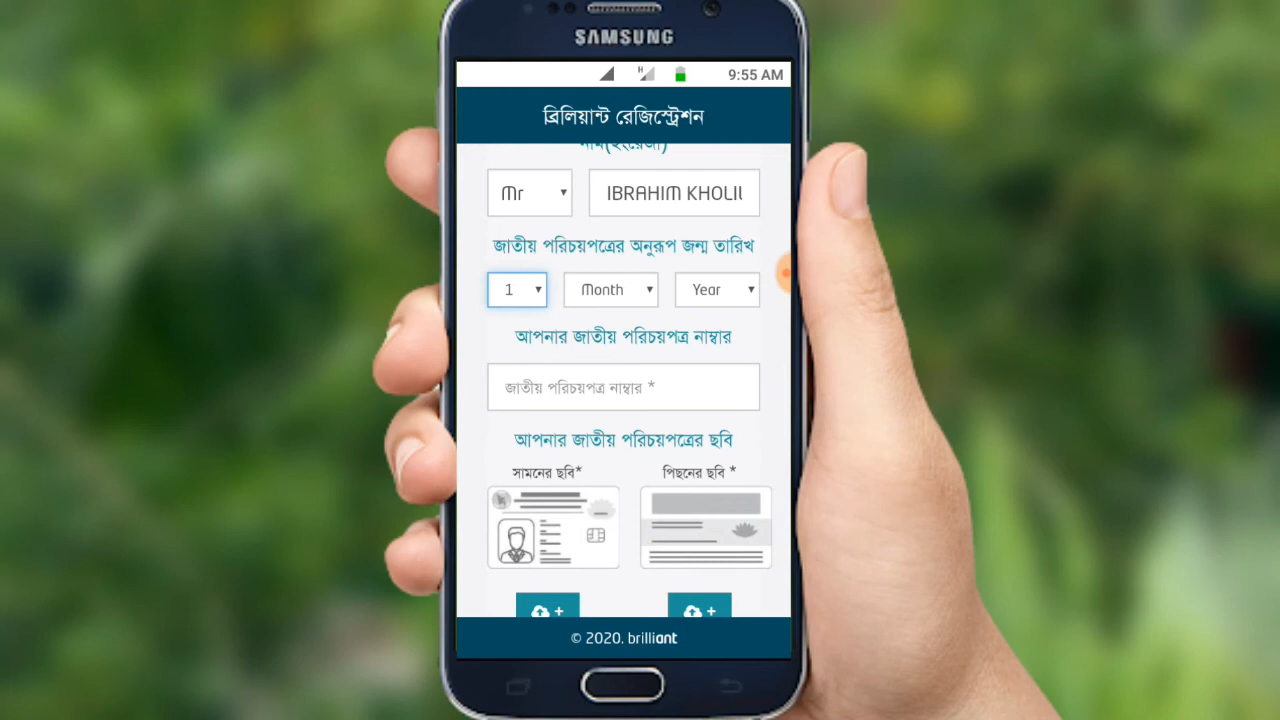 SAMSUNG
H
9:55 AM
ব্রিলিয়ান্ট রেজিস্ট্রেশন
নাম(ইংরেজী)
Mr IBRAHIM KHOLIL
জাতীয় পরিচয়পত্রের অনুরূপ জন্ম তারিখ
1 Month Year
আপনার জাতীয় পরিচয়পত্র নাম্বার
জাতীয় পরিচয়পত্র নাম্বার *
আপনার জাতীয় পরিচয়পত্রের ছবি
সামনের ছবি* পিছনের ছবি *
+ +
© 2020. brilliant